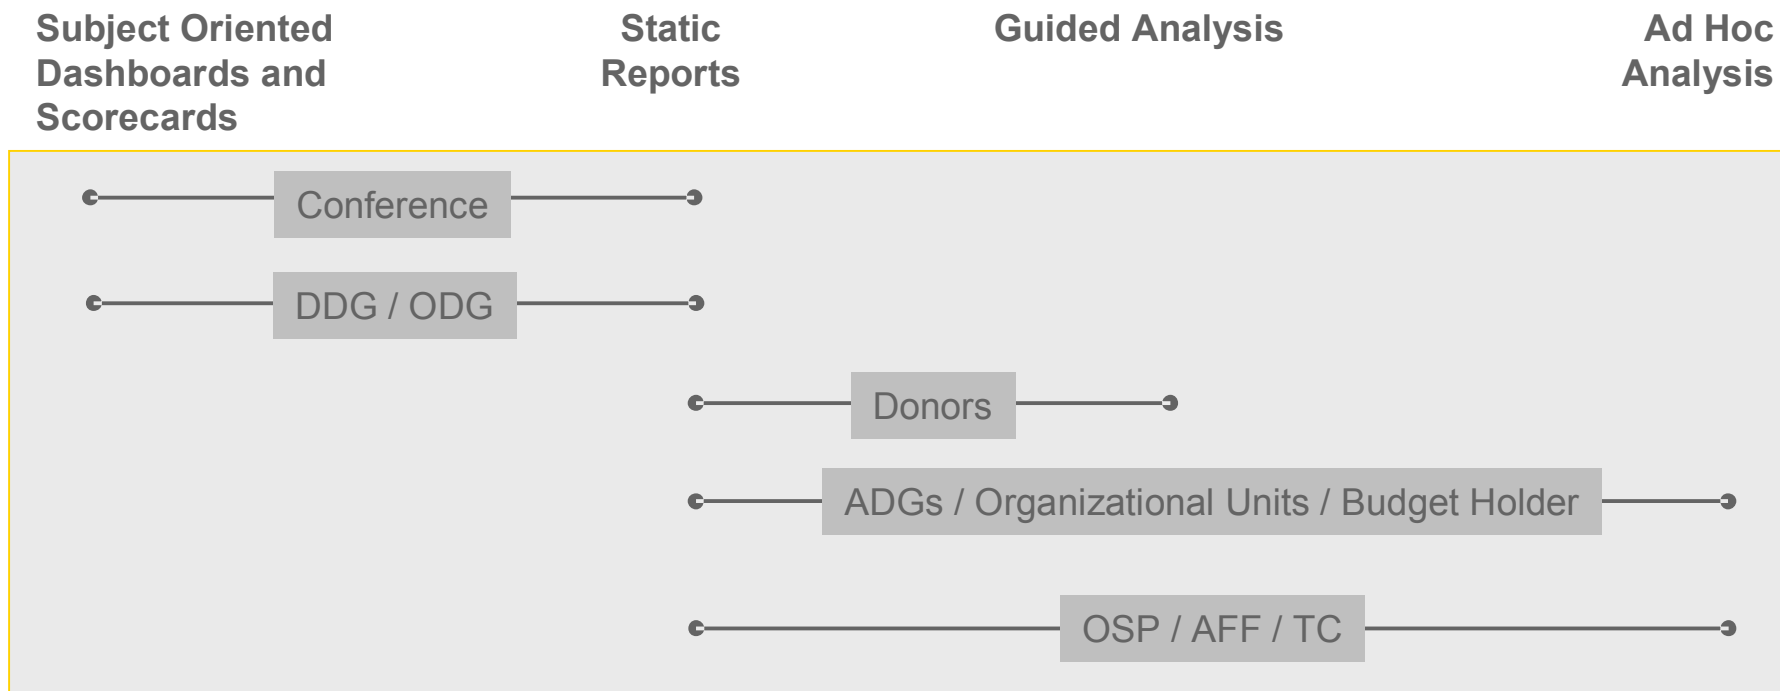 Subject Oriented
Dashboards and
Scorecards
Static
Reports
Guided Analysis
Ad Hoc
Analysis
Conference
DDG / ODG
Donors
ADGs / Organizational Units / Budget Holder
OSP / AFF / TC